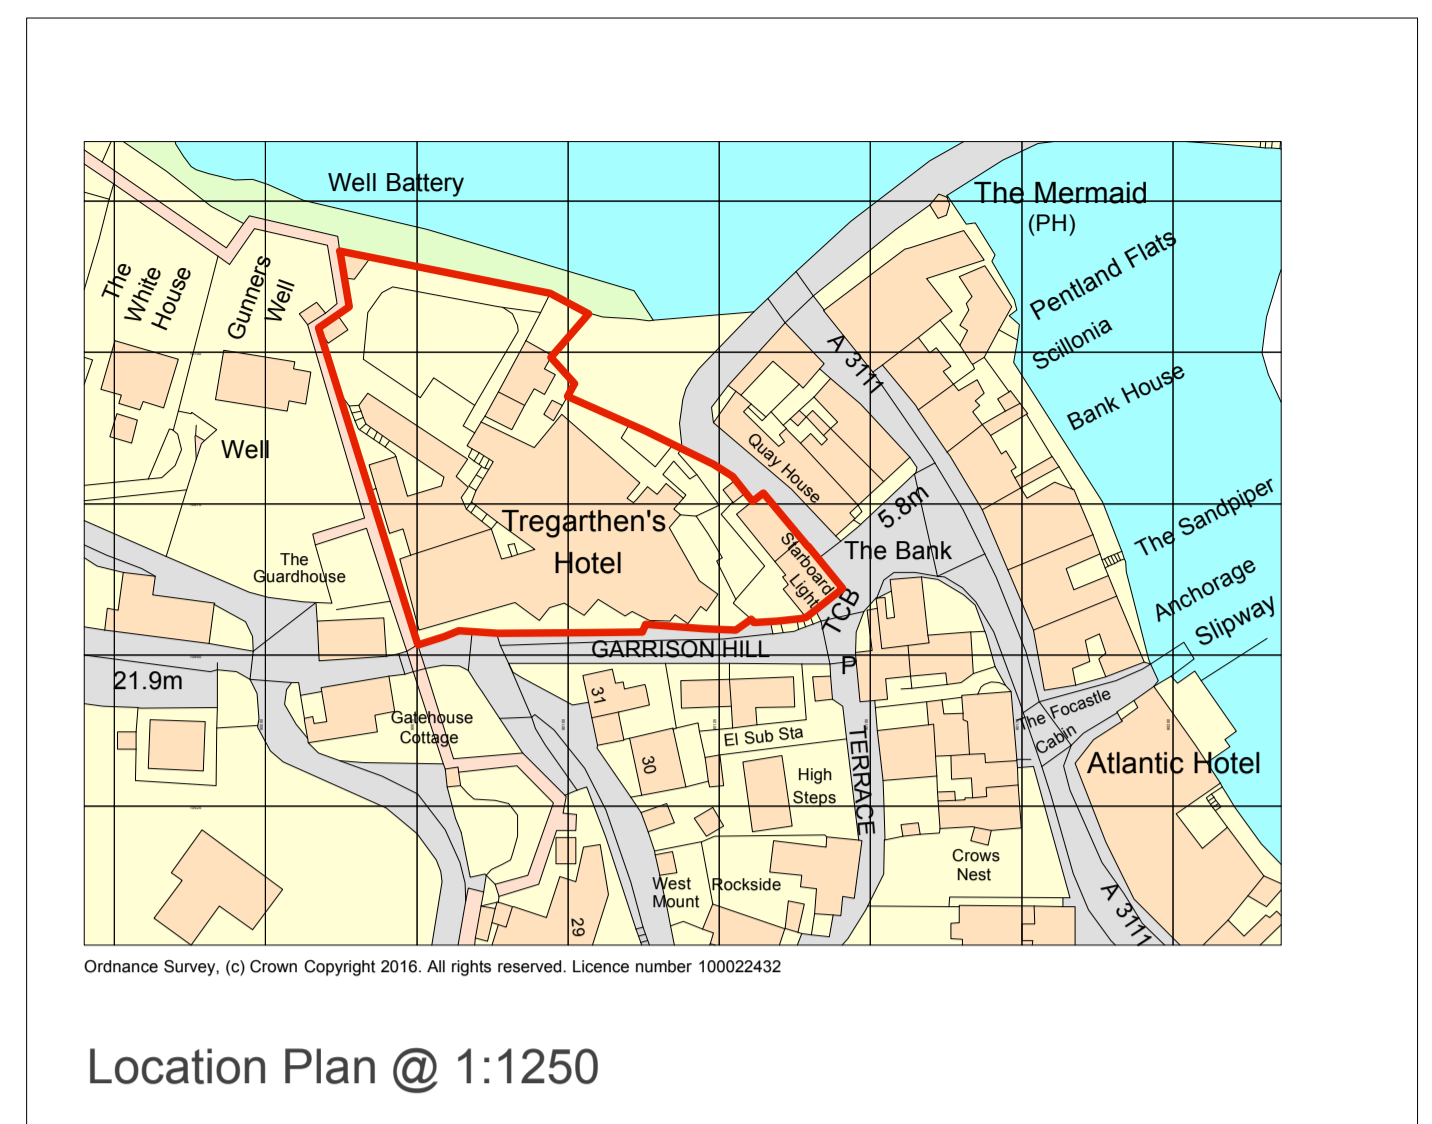 Well Battery
The Mermaid
(PH)
Pentland Flats
Scillonia
Bank House
The
White
House
Gunners
Well
A 3111
Well
Quay House
5.8m
The Sandpiper
Tregarthen's
Hotel
The Bank
Starboard
Light
The
Guardhouse
Anchorage
Slipway
TCB
GARRISON HILL
P
21.9m
31
Gatehouse
Cottage
The Focastle
Cabin
El Sub Sta
TERRACE
30
High
Steps
Atlantic Hotel
Crows
Nest
West
Mount
Rockside
29
A 3111
Ordnance Survey, (c) Crown Copyright 2016. All rights reserved. Licence number 100022432
Location Plan @ 1:1250